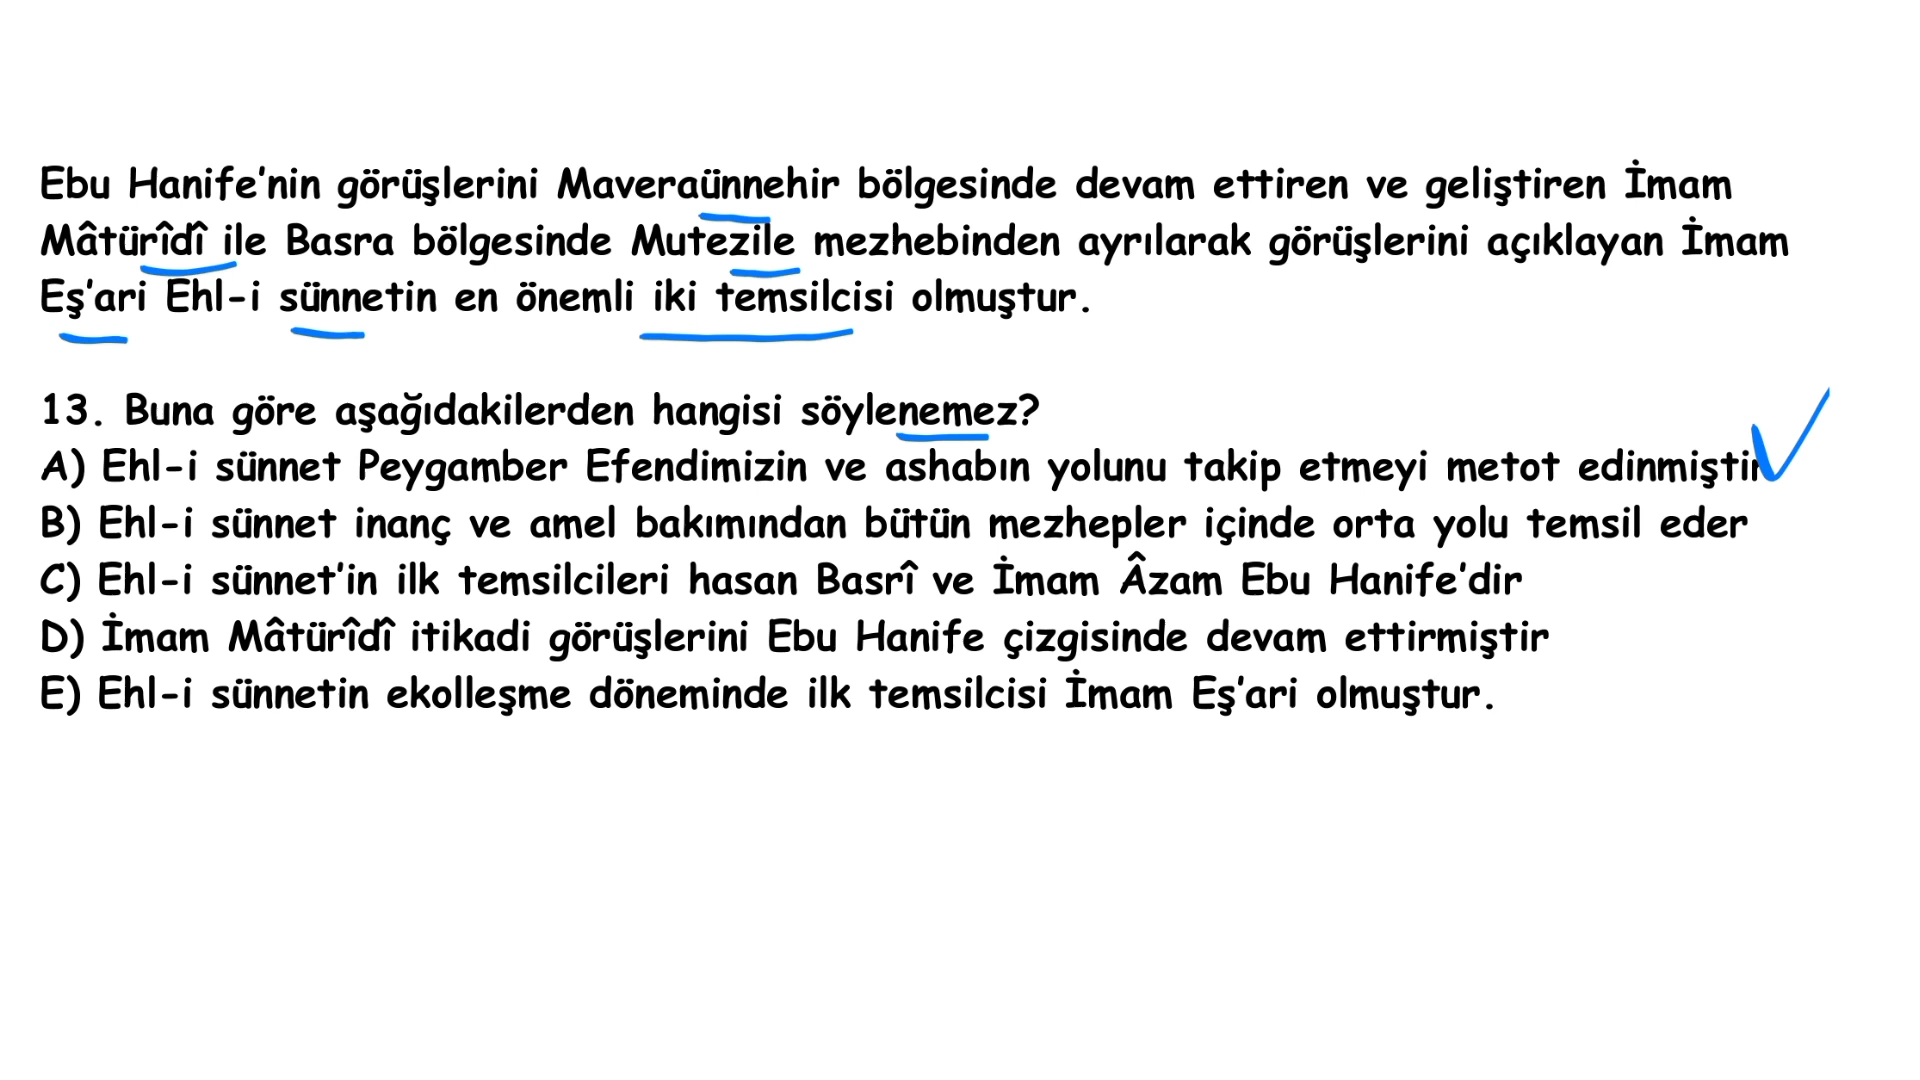 Ebu Hanife'nin görüşlerini Maveraünnehir bölgesinde devam ettiren ve geliştiren İmam
Mâtürîdî ile Basra bölgesinde Mutezile mezhebinden ayrılarak görüşlerini açıklayan İmam
Eş'ari Ehl-i sünnetin en önemli iki temsilcisi olmuştur.
13. Buna göre aşağıdakilerden hangisi söylenemez?
A) Ehl-i sünnet Peygamber Efendimizin ve ashabın yolunu takip etmeyi metot edinmiştir
B) Ehl-i sünnet inanç ve amel bakımından bütün mezhepler içinde orta yolu temsil eder
C) Ehl-i sünnet'in ilk temsilcileri hasan Basrî ve İmam Âzam Ebu Hanife'dir
D) İmam Mâtürîdî itikadi görüşlerini Ebu Hanife çizgisinde devam ettirmiştir
E) Ehl-i sünnetin ekolleşme döneminde ilk temsilcisi İmam Eş'ari olmuştur.